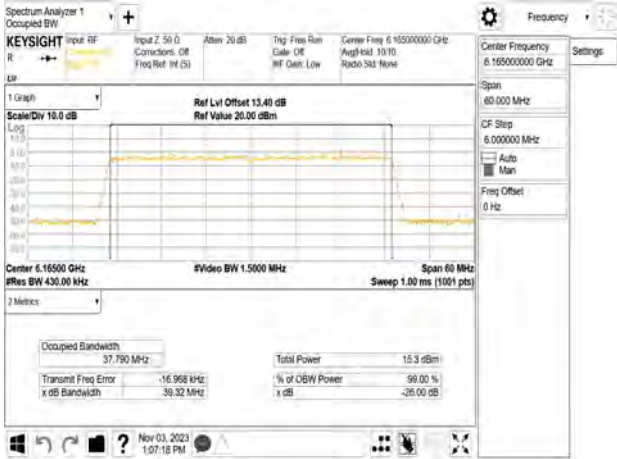 Spectrum Analyzer 1
Occupied BW
+
Frequency
KEYSIGHT Input: RF
R
Input Z: 50 Ω
Corrections: Off
Freq Ref: Int (S)
Atten: 20 dB
Trig: Free Run
Gate: Off
#IF Gain: Low
Center Freq: 6.165000000 GHz
Avg|Hold: 10/10
Radio Std: None
Center Frequency
6.165000000 GHz
Settings
Span
60.000 MHz
CF Step
6.000000 MHz
Auto
Man
Freq Offset
0 Hz
1 Graph
Scale/Div 10.0 dB
Ref Lvl Offset 13.40 dB
Ref Value 20.00 dBm
Log
10.0
0.00
Center 6.16500 GHz
#Res BW 430.00 kHz
#Video BW 1.5000 MHz
Span 60 MHz
Sweep 1.00 ms (1001 pts)
2 Metrics
Occupied Bandwidth
37.790 MHz
Total Power 15.3 dBm
Transmit Freq Error -16.968 kHz
% of OBW Power 99.00 %
x dB Bandwidth 39.32 MHz
x dB -26.00 dB
?
Nov 03, 2023
1:07:18 PM